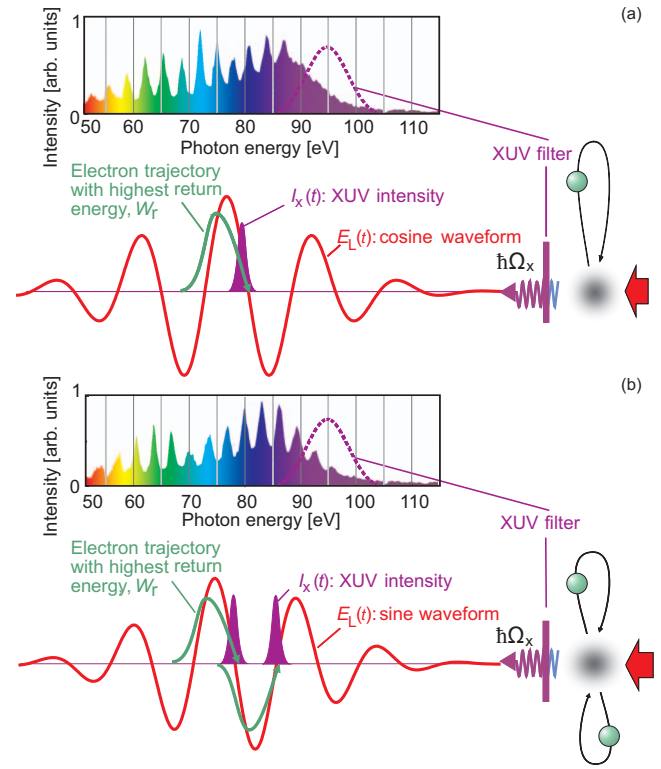 (a)
Intensity [arb. units]
1
0
50 60 70 80 90 100 110
Photon energy [eV]
XUV filter
Electron trajectory
with highest return
energy, Wr
Ix(t): XUV intensity
EL(t): cosine waveform
ħΩx
(b)
Intensity [arb. units]
1
0
50 60 70 80 90 100 110
Photon energy [eV]
XUV filter
Electron trajectory
with highest return
energy, Wr
Ix(t): XUV intensity
EL(t): sine waveform
ħΩx